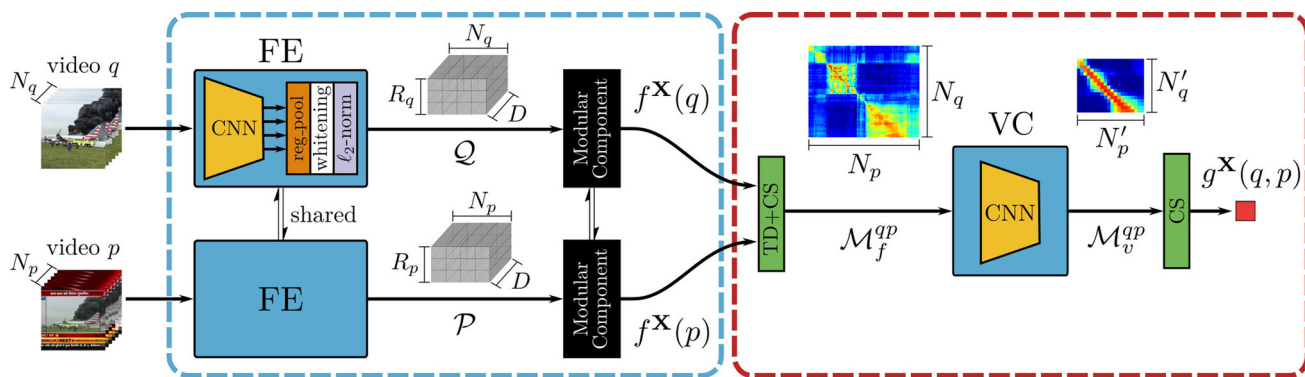 video q
N_q
FE
CNN
reg_pool
whitening
ℓ₂-norm
N_q
R_q
D
𝒬
Modular
Component
f^𝐗(q)
shared
video p
N_p
FE
N_p
R_p
D
𝒫
Modular
Component
f^𝐗(p)
TD+CS
N_q
N_p
ℳ_f^{qp}
VC
CNN
N'_q
N'_p
ℳ_v^{qp}
CS
g^𝐗(q, p)